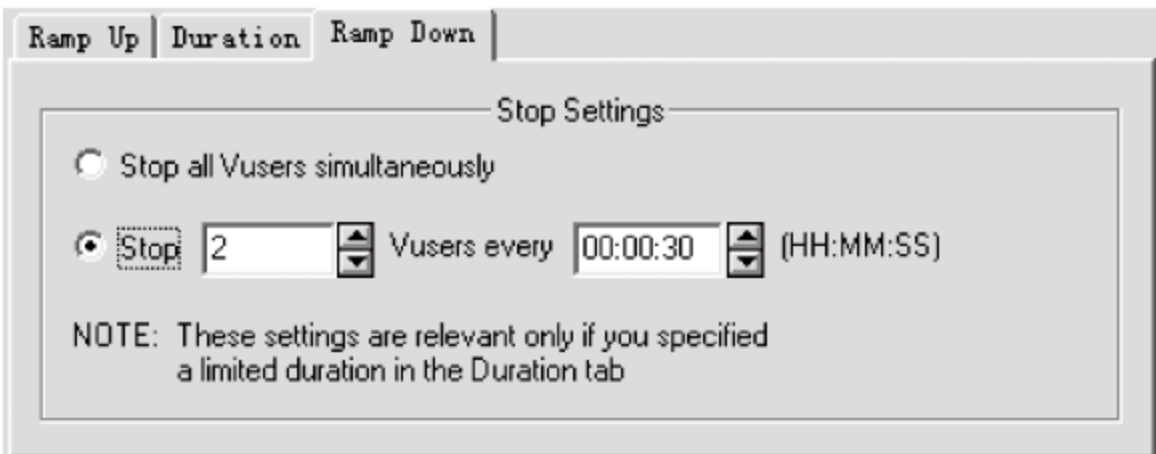 Ramp Up Duration Ramp Down
Stop Settings
Stop all Vusers simultaneously
Stop 2 Vusers every 00:00:30 (HH:MM:SS)
NOTE: These settings are relevant only if you specified
a limited duration in the Duration tab